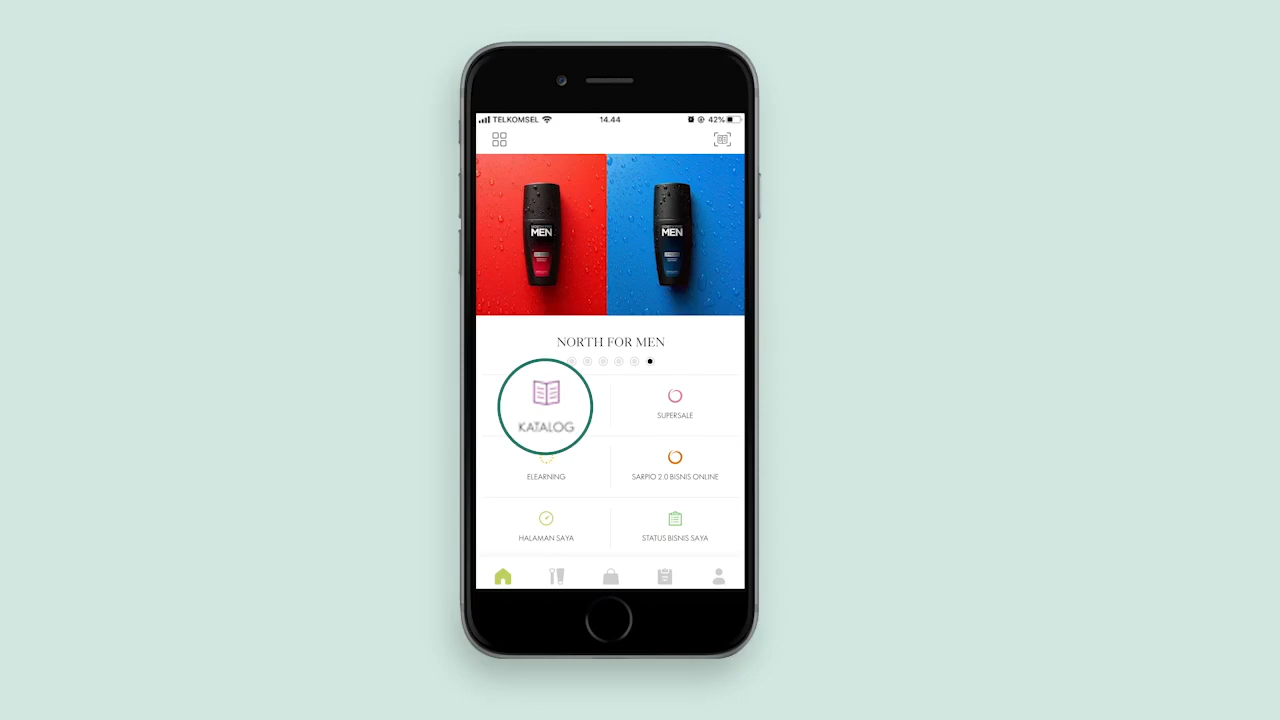 TELKOMSEL
14.44
42%
MEN
MEN
NORTH FOR MEN
KATALOG
SUPERSALE
ELEARNING
SARPIO 2.0 BISNIS ONLINE
HALAMAN SAYA
STATUS BISNIS SAYA